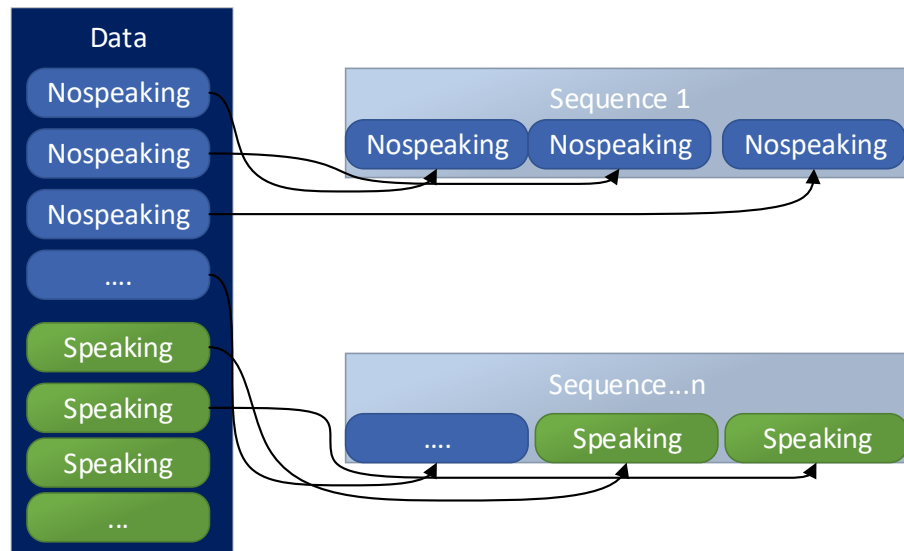 Data
Nospeaking
Nospeaking
Nospeaking
....
Speaking
Speaking
Speaking
...
Sequence 1
Nospeaking Nospeaking Nospeaking
Sequence...n
.... Speaking Speaking